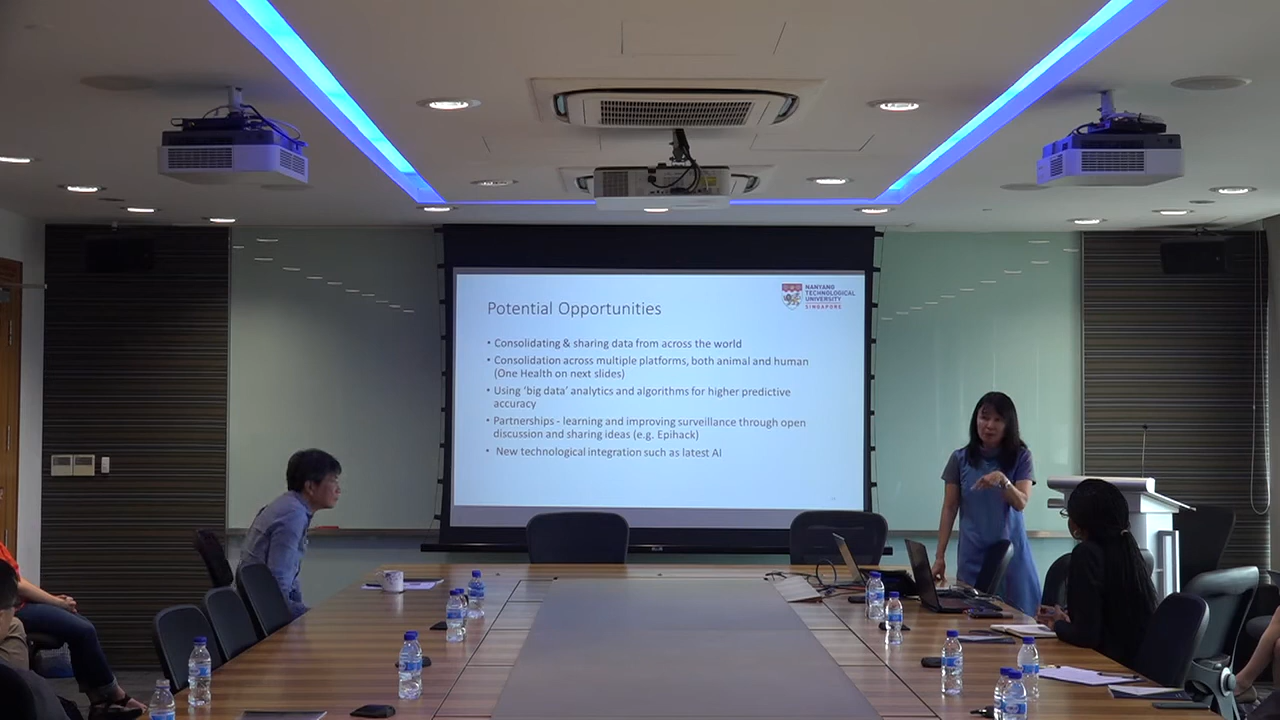 Potential Opportunities
NANYANG
TECHNOLOGICAL
UNIVERSITY
SINGAPORE
• Consolidating & sharing data from across the world
• Consolidation across multiple platforms, both animal and human
(One Health on next slides)
• Using ‘big data’ analytics and algorithms for higher predictive
accuracy
• Partnerships - learning and improving surveillance through open
discussion and sharing ideas (e.g. Epihack)
• New technological integration such as latest AI